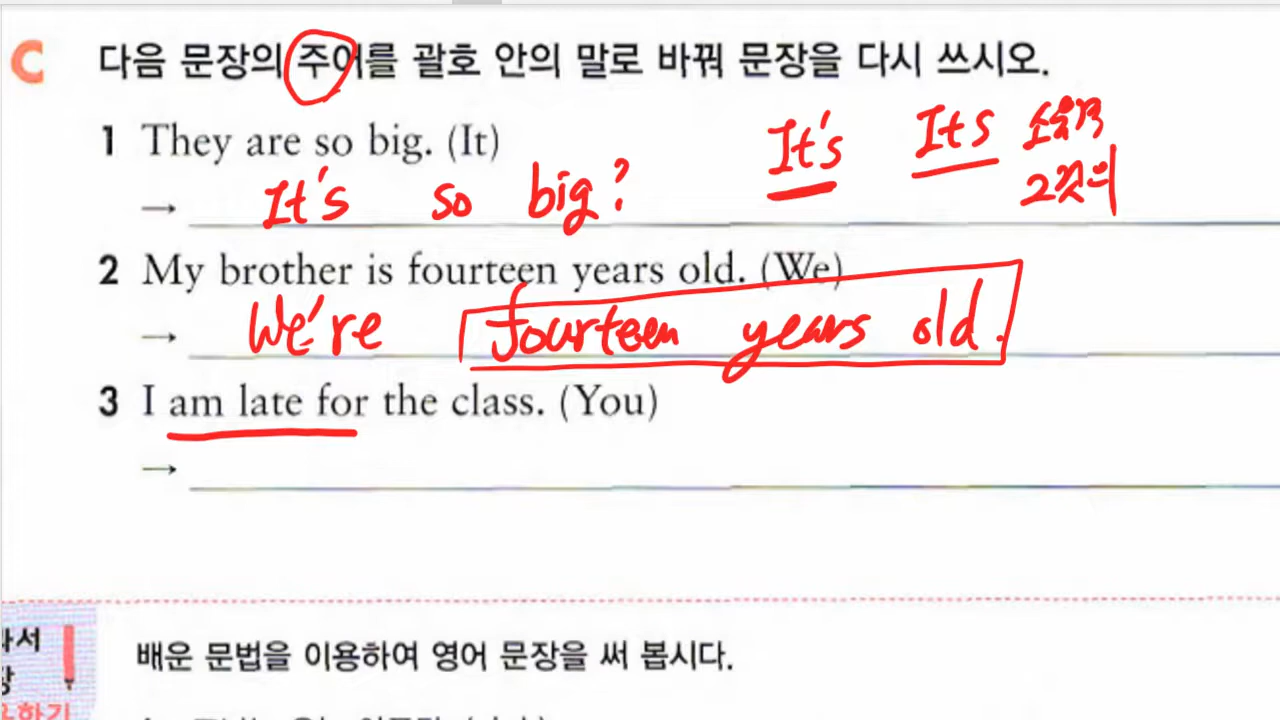 C 다음 문장의 주어를 괄호 안의 말로 바꿔 문장을 다시 쓰시오.
1 They are so big. (It)
It's Its 소유격
그것의
→ It's so big?
2 My brother is fourteen years old. (We)
→ We're fourteen years old.
3 I am late for the class. (You)
→
배운 문법을 이용하여 영어 문장을 써 봅시다.